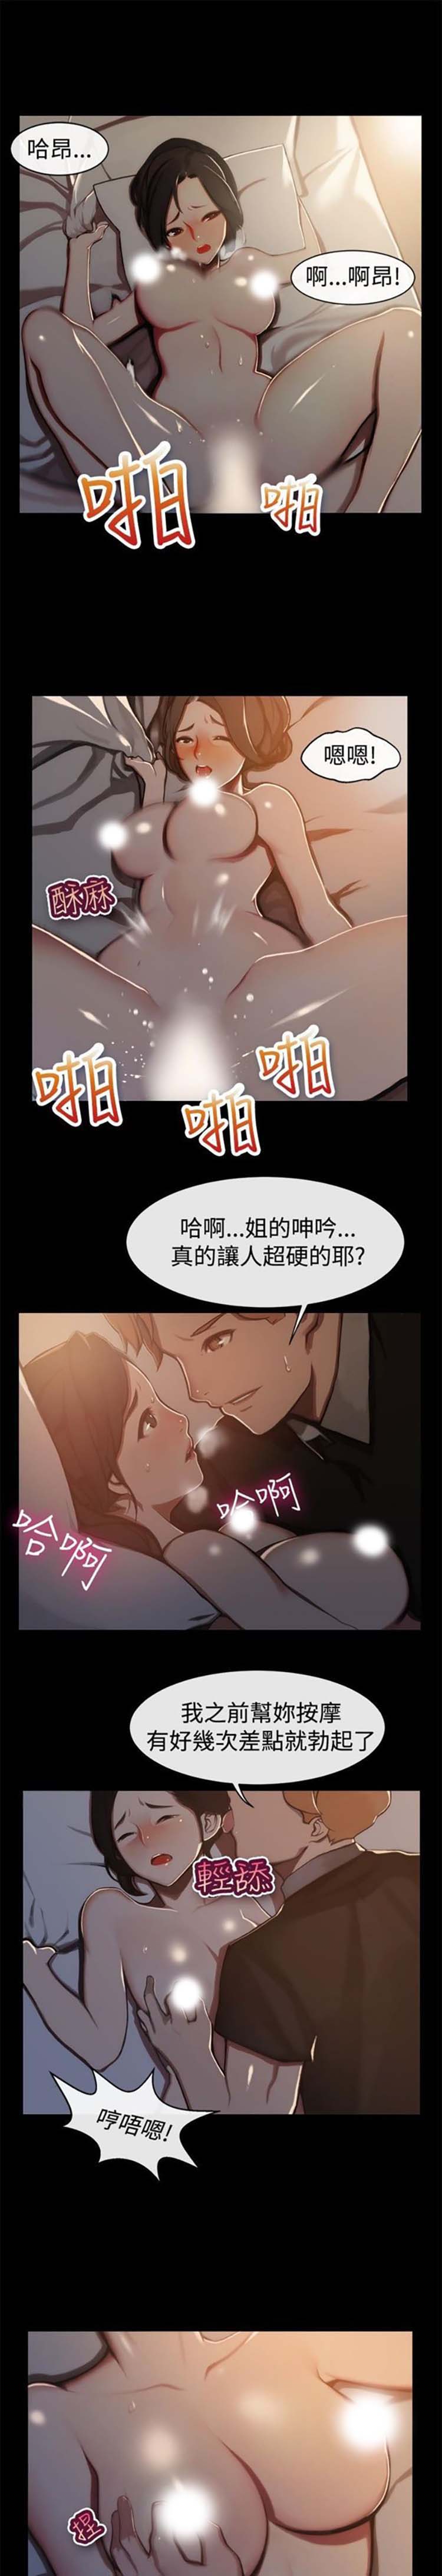 哈昂...
啊...啊昂!
啪
啪
嗯嗯!
酥麻
啪
啪
啪
哈啊...姐的呻吟...
真的讓人超硬的耶?
哈啊
哈啊
我之前幫妳按摩
有好幾次差點就勃起了
輕舔
哼唔嗯!
捏